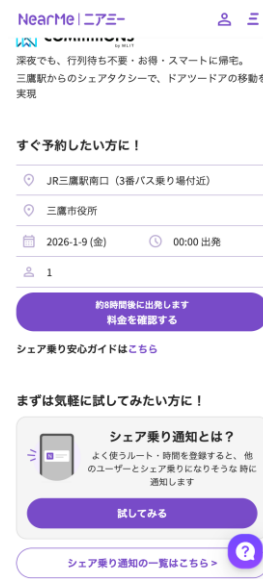 NearMe | ニアミー
by WILLER
深夜でも、行列待ち不要・お得・スマートに帰宅。
三鷹駅からのシェアタクシーで、ドアツードアの移動を
実現
すぐ予約したい方に！
JR三鷹駅南口（3番バス乗り場付近）
三鷹市役所
2026-1-9 (金) 00:00 出発
1
約8時間後に出発します
料金を確認する
シェア乗り安心ガイドはこちら
まずは気軽に試してみたい方に！
シェア乗り通知とは？
よく使うルート・時間を登録すると、 他
のユーザーとシェア乗りになりそうな 時に
通知します
試してみる
シェア乗り通知の一覧はこちら >
?